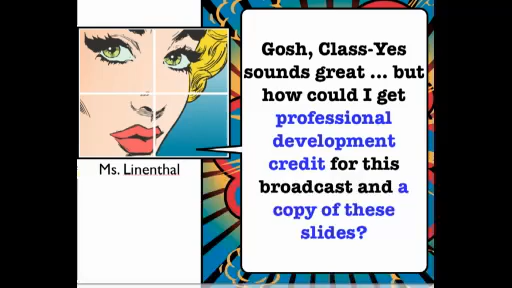 Gosh, Class-Yes
sounds great ... but
how could I get
professional
development
credit for this
broadcast and a
copy of these
slides?
Ms. Linenthal